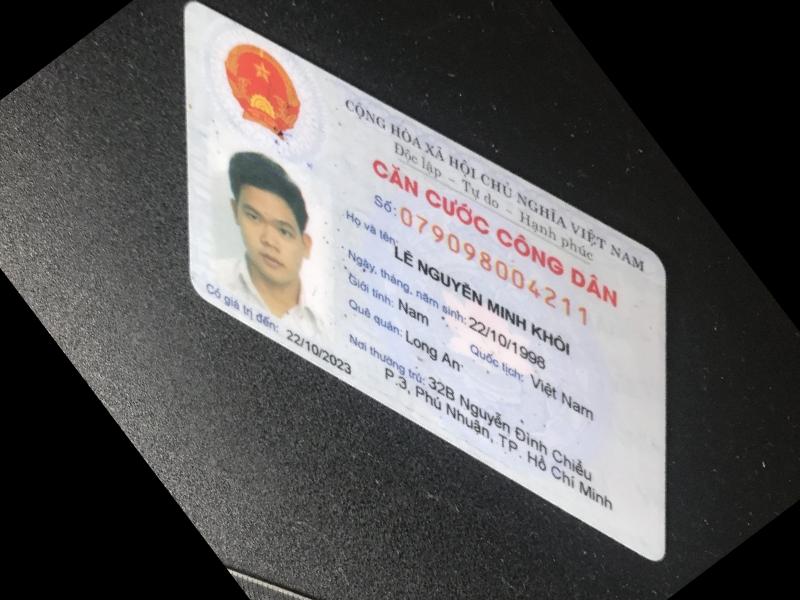 CỘNG HÒA XÃ HỘI CHỦ NGHĨA VIỆT NAM
Độc lập - Tự do - Hạnh phúc
CĂN CƯỚC CÔNG DÂN
Số: 079098004211
Họ và tên:
LÊ NGUYỄN MINH KHÔI
Ngày, tháng, năm sinh: 22/10/1998
Giới tính: Nam Quốc tịch: Việt Nam
Quê quán: Long An
Nơi thường trú: 32B Nguyễn Đình Chiểu
P.3, Phú Nhuận, TP. Hồ Chí Minh
Có giá trị đến: 22/10/2023